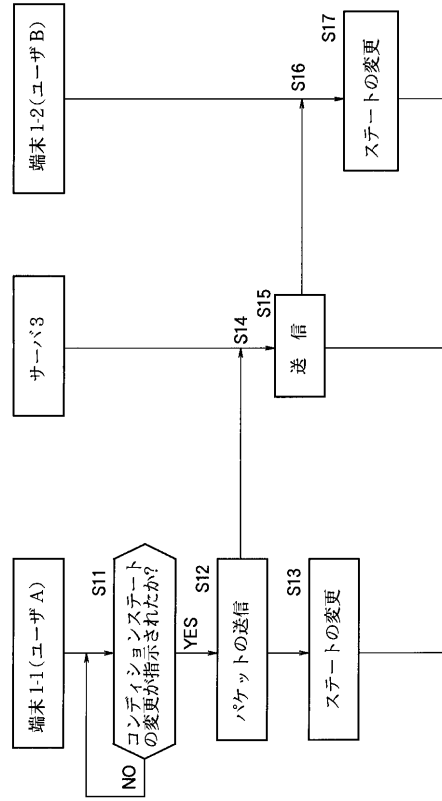 端末1-1(ユーザA)
サーバ3
端末1-2(ユーザB)
S11
コンディションステート
の変更が指示されたか?
NO
YES
S12
パケットの送信
S13
ステートの変更
S14
S15
送 信
S16
S17
ステートの変更